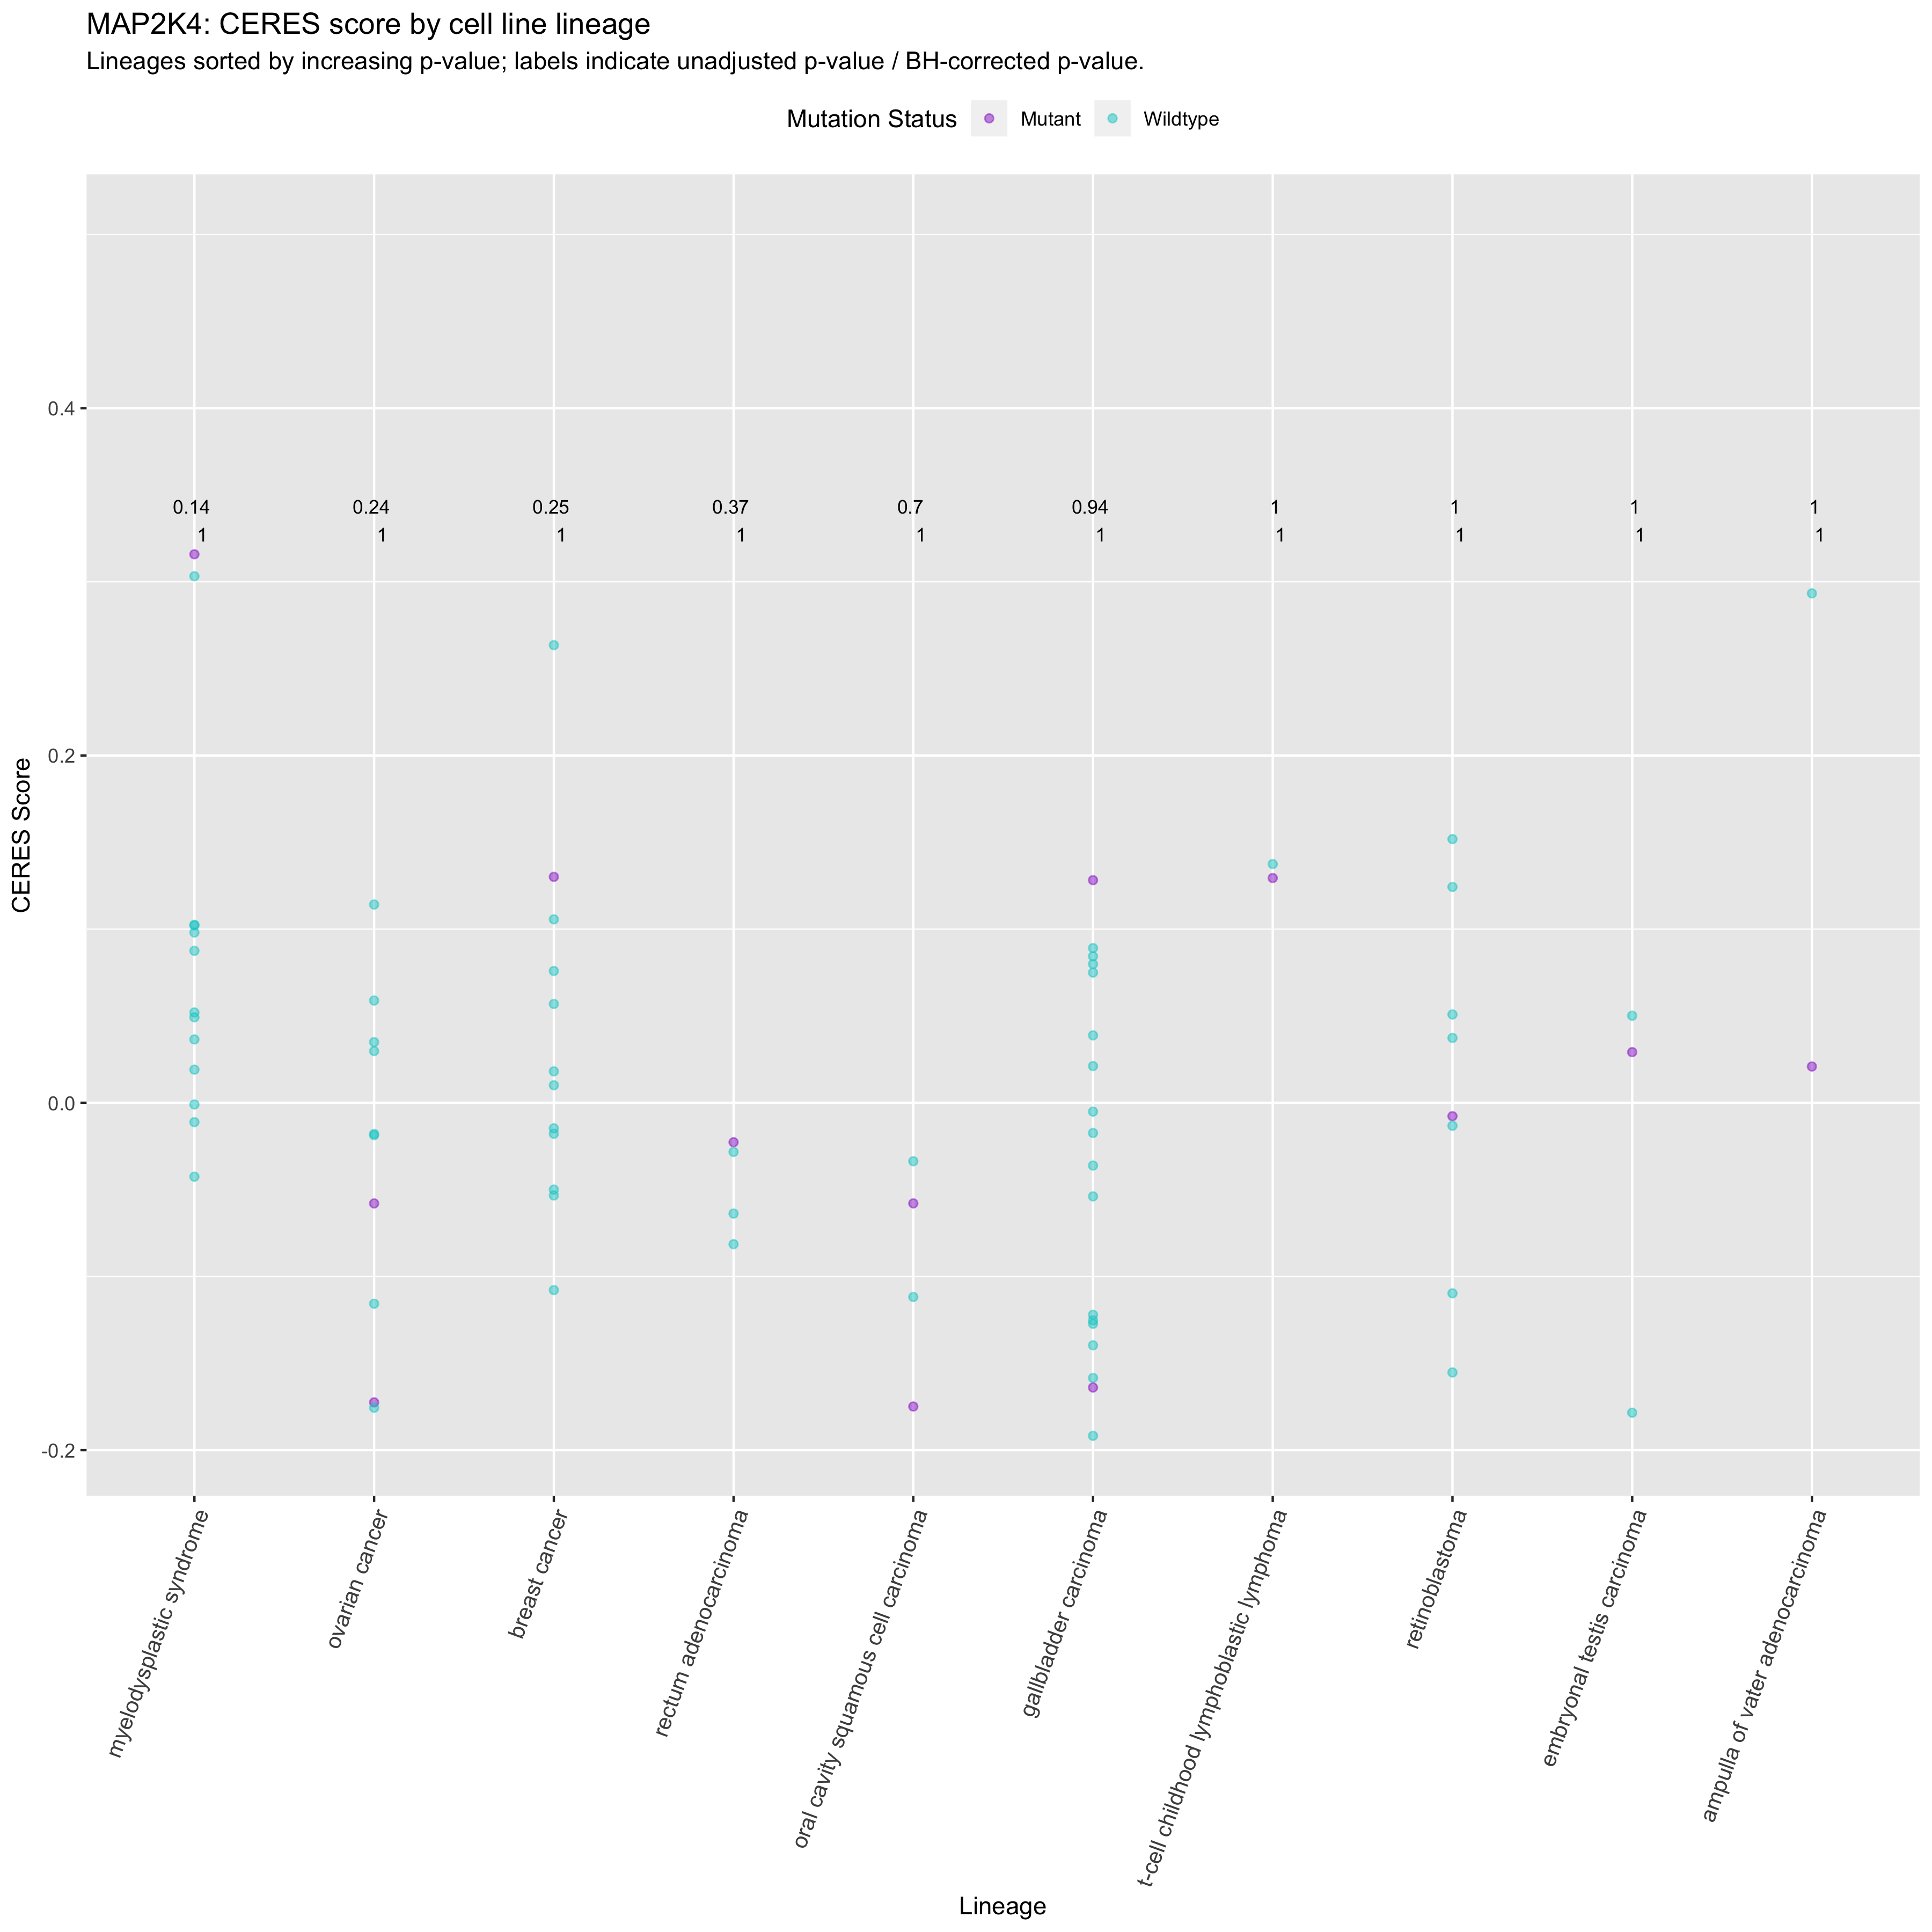 MAP2K4: CERES score by cell line lineage
Lineages sorted by increasing p-value; labels indicate unadjusted p-value / BH-corrected p-value.
Mutation Status Mutant Wildtype
0.4
0.14 0.24 0.25 0.37 0.7 0.94 1 1 1 1
1 1 1 1 1 1 1 1 1 1
0.2
CERES Score
0.0
-0.2
myelodysplastic syndrome
ovarian cancer
breast cancer
rectum adenocarcinoma
oral cavity squamous cell carcinoma
gallbladder carcinoma
t-cell childhood lymphoblastic lymphoma
retinoblastoma
embryonal testis carcinoma
ampulla of vater adenocarcinoma
Lineage